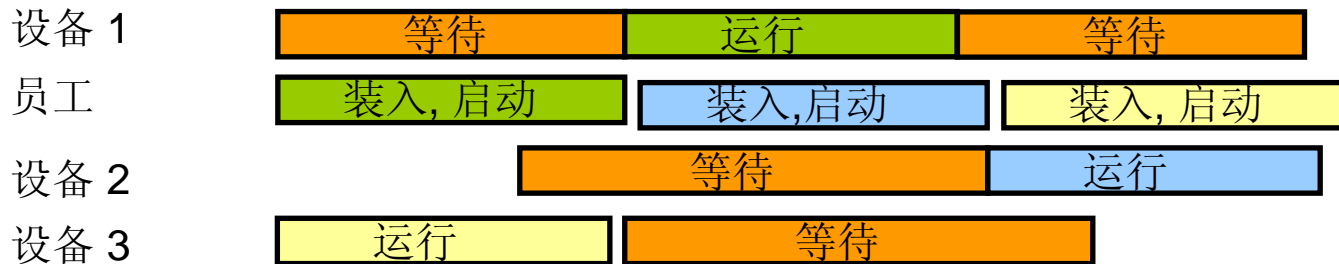 设备 1 等待 运行 等待
员工 装入, 启动 装入,启动 装入, 启动
设备 2 等待 运行
设备 3 运行 等待